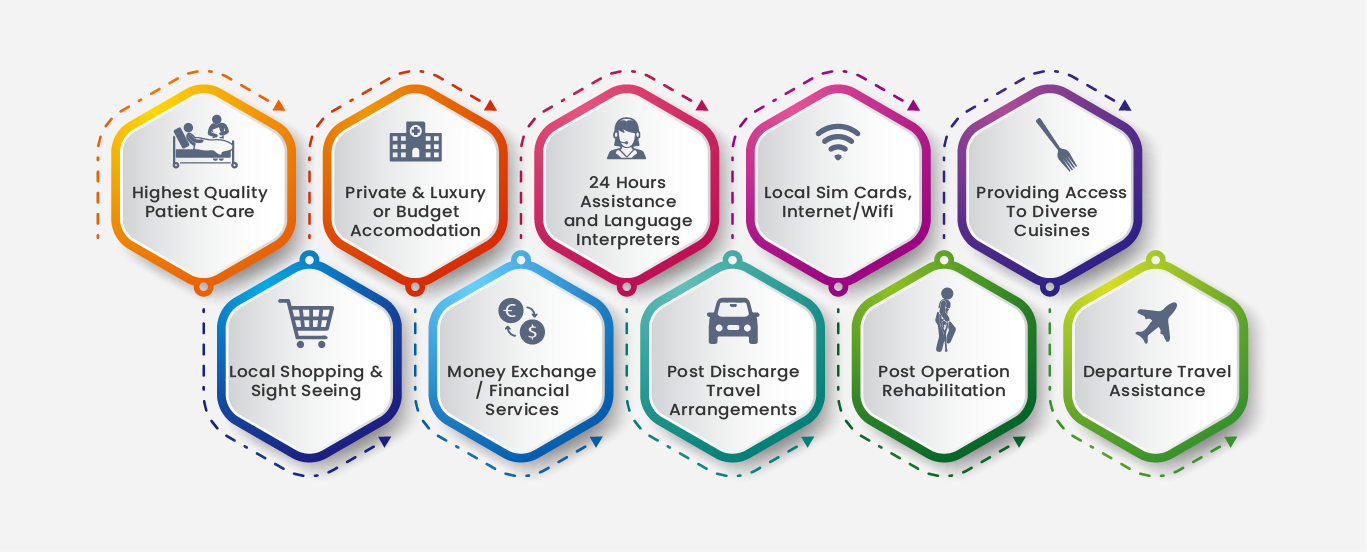 Highest Quality
Patient Care
Private & Luxury
or Budget
Accomodation
24 Hours
Assistance
and Language
Interpreters
Local Sim Cards,
Internet/Wifi
Providing Access
To Diverse
Cuisines
Local Shopping &
Sight Seeing
Money Exchange
/ Financial
Services
Post Discharge
Travel
Arrangements
Post Operation
Rehabilitation
Departure Travel
Assistance